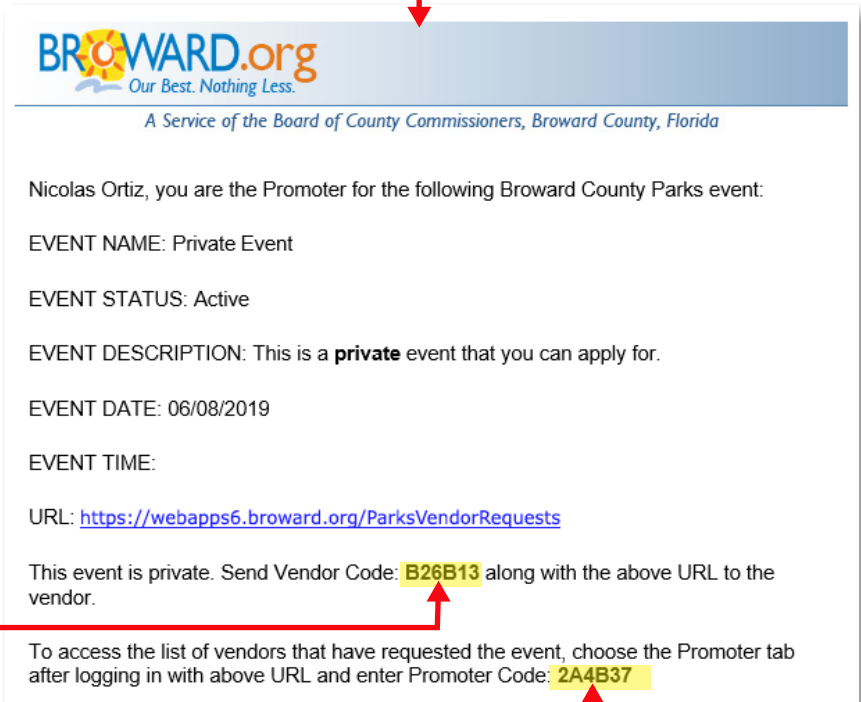 BROWARD.org
Our Best. Nothing Less.
A Service of the Board of County Commissioners, Broward County, Florida
Nicolas Ortiz, you are the Promoter for the following Broward County Parks event:
EVENT NAME: Private Event
EVENT STATUS: Active
EVENT DESCRIPTION: This is a private event that you can apply for.
EVENT DATE: 06/08/2019
EVENT TIME:
URL: https://webapps6.broward.org/ParksVendorRequests
This event is private. Send Vendor Code: B26B13 along with the above URL to the
vendor.
To access the list of vendors that have requested the event, choose the Promoter tab
after logging in with above URL and enter Promoter Code: 2A4B37